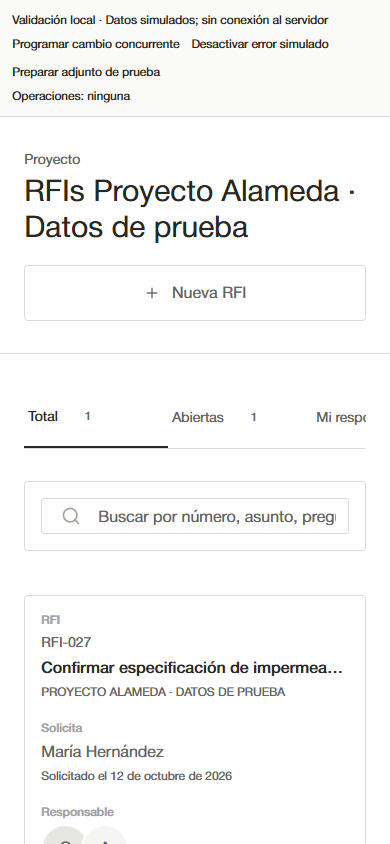 Validación local · Datos simulados; sin conexión al servidor
Programar cambio concurrente Desactivar error simulado
Preparar adjunto de prueba
Operaciones: ninguna
Proyecto
RFIs Proyecto Alameda ·
Datos de prueba
+ Nueva RFI
Total 1 Abiertas 1 Mi
Buscar por número, asunto,
RFI
RFI-027
Confirmar especificación de impermea...
PROYECTO ALAMEDA · DATOS DE PRUEBA
Solicita
María Hernández
Solicitado el 12 de octubre de 2026
Responsable